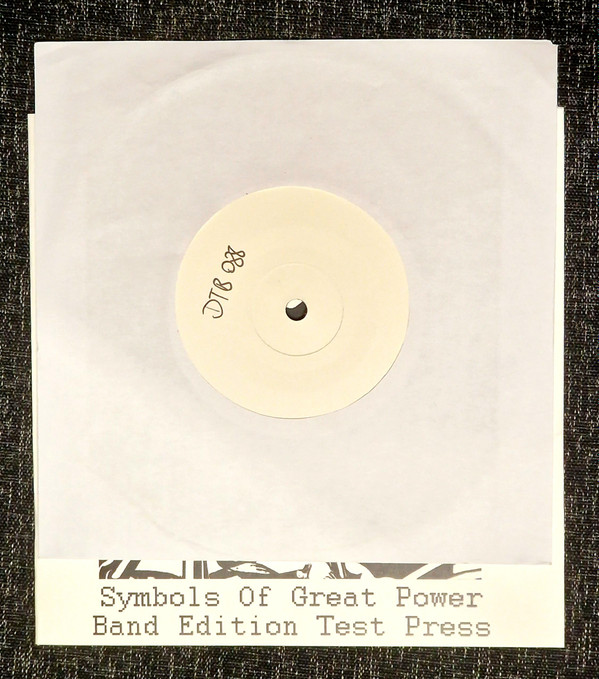 DTB 088
Symbols Of Great Power
Band Edition Test Press